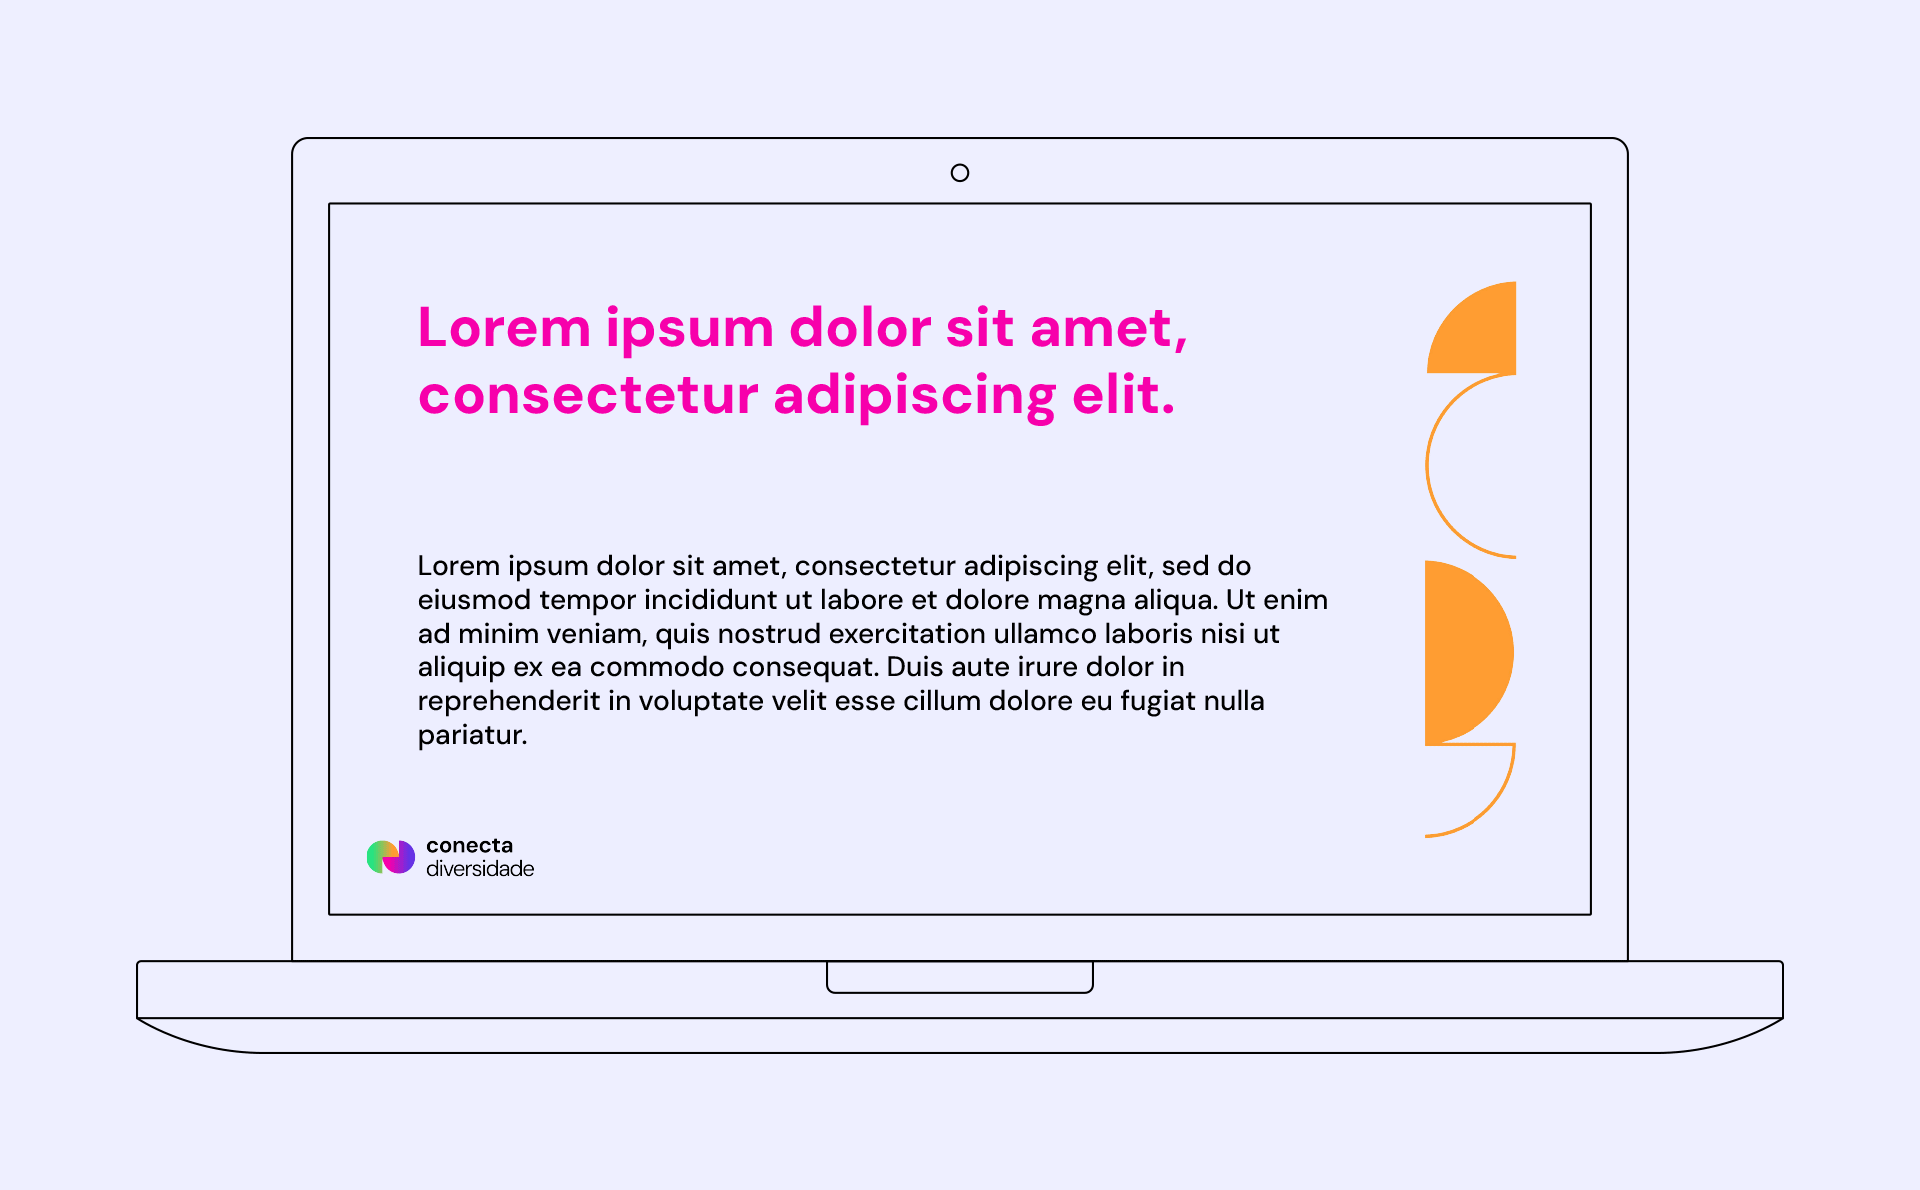 Lorem ipsum dolor sit amet,
consectetur adipiscing elit.
Lorem ipsum dolor sit amet, consectetur adipiscing elit, sed do
eiusmod tempor incididunt ut labore et dolore magna aliqua. Ut enim
ad minim veniam, quis nostrud exercitation ullamco laboris nisi ut
aliquip ex ea commodo consequat. Duis aute irure dolor in
reprehenderit in voluptate velit esse cillum dolore eu fugiat nulla
pariatur.
conecta
diversidade